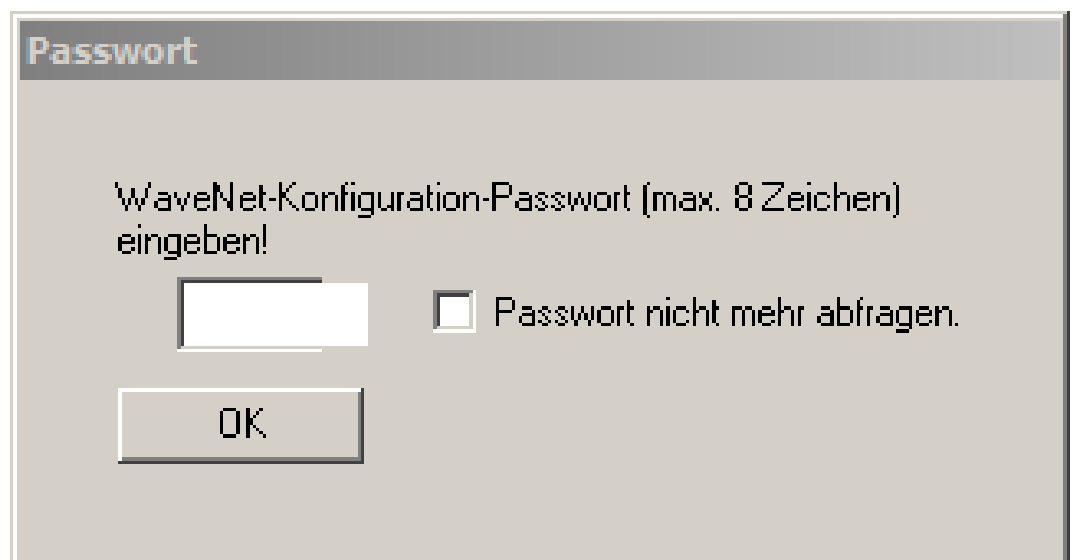 Passwort
WaveNet-Konfiguration-Passwort (max. 8 Zeichen)
eingeben!
Passwort nicht mehr abfragen.
OK